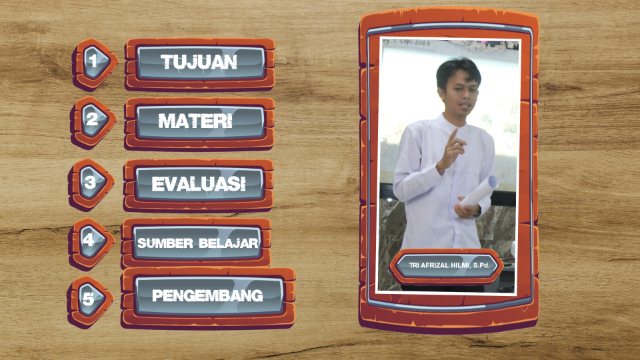 1 TUJUAN
2 MATERI
3 EVALUASI
4 SUMBER BELAJAR
5 PENGEMBANG
TRI AFRIZAL HILMI, S.Pd.